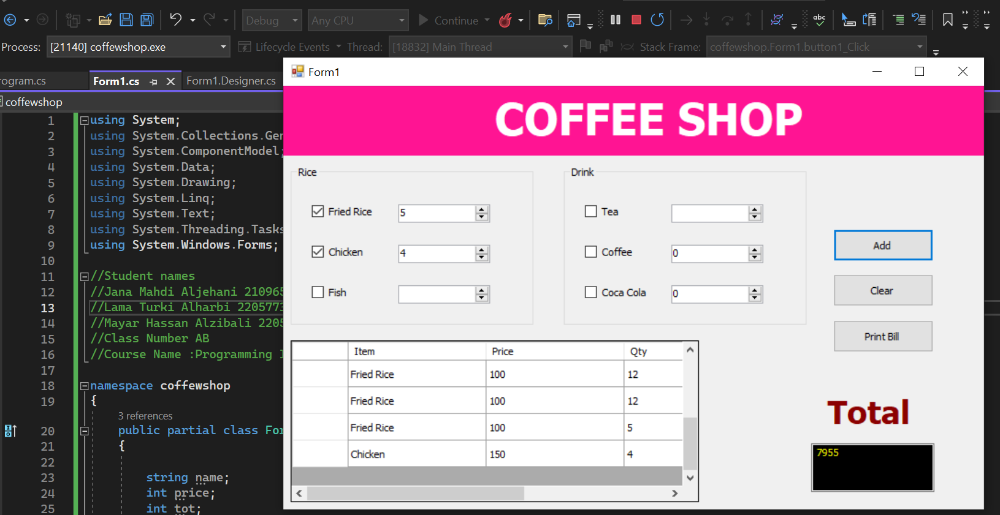 Debug
Any CPU
Continue
abc
Process: [21140] coffewshop.exe Lifecycle Events Thread: [18832] Main Thread Stack Frame: coffewshop.Form1.button1_Click
rogram.cs Form1.cs Form1.Designer.cs
coffewshop
1 using System;
2 using System.Collections.Gen
3 using System.ComponentModel;
4 using System.Data;
5 using System.Drawing;
6 using System.Linq;
7 using System.Text;
8 using System.Threading.Tasks
9 using System.Windows.Forms;
10
11 //Student names
12 //Jana Mahdi Aljehani 210965
13 //Lama Turki Alharbi 2205773
14 //Mayar Hassan Alzibali 2205
15 //Class Number AB
16 //Course Name :Programming I
17
18 namespace coffewshop
19 {
3 references
20 public partial class For
21 {
22
23 string name;
24 int price;
25 int tot;
Form1
COFFEE SHOP
Rice
Fried Rice 5
Chicken 4
Fish
Drink
Tea
Coffee 0
Coca Cola 0
Add
Clear
Print Bill
Item Price Qty
Fried Rice 100 12
Fried Rice 100 12
Fried Rice 100 5
Chicken 150 4
Total
7955